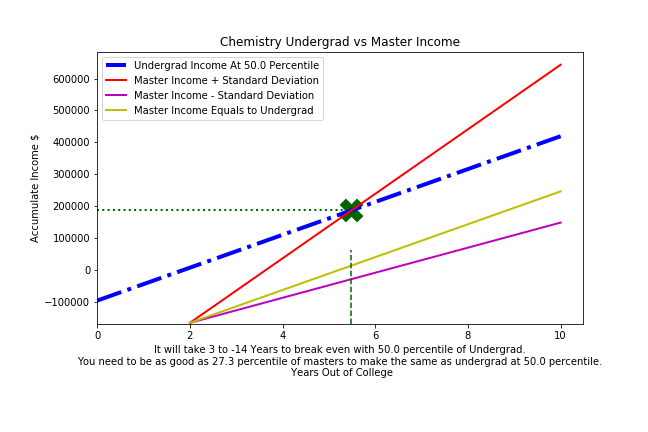 Chemistry Undergrad vs Master Income
Undergrad Income At 50.0 Percentile
Master Income + Standard Deviation
Master Income - Standard Deviation
Master Income Equals to Undergrad
Accumulate Income $
600000
500000
400000
300000
200000
100000
0
−100000
0 2 4 6 8 10
It will take 3 to -14 Years to break even with 50.0 percentile of Undergrad.
You need to be as good as 27.3 percentile of masters to make the same as undergrad at 50.0 percentile.
Years Out of College